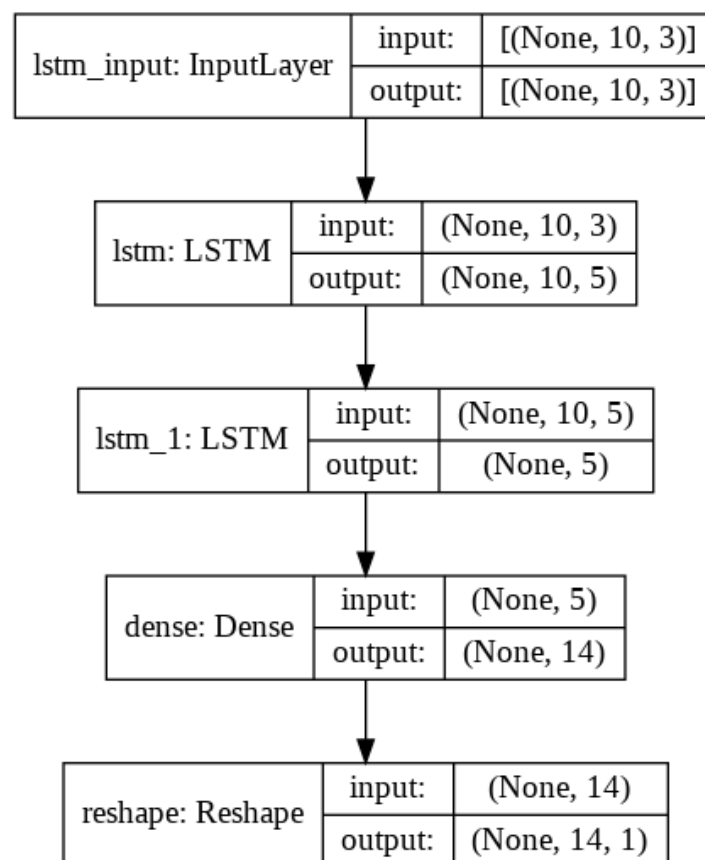 lstm_input: InputLayer
input: [(None, 10, 3)]
output: [(None, 10, 3)]
lstm: LSTM
input: (None, 10, 3)
output: (None, 10, 5)
lstm_1: LSTM
input: (None, 10, 5)
output: (None, 5)
dense: Dense
input: (None, 5)
output: (None, 14)
reshape: Reshape
input: (None, 14)
output: (None, 14, 1)